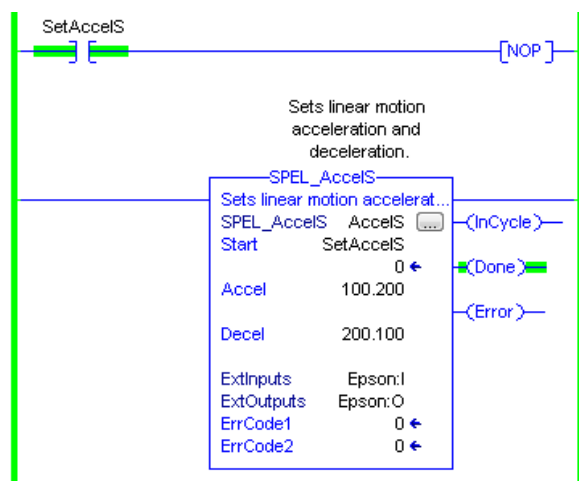 SetAccelS
NOP
Sets linear motion
acceleration and
deceleration.
SPEL_AccelS
Sets linear motion accelerat...
SPEL_AccelS AccelS ... InCycle
Start SetAccelS
0 Done
Accel 100.200
Error
Decel 200.100
ExtInputs Epson:I
ExtOutputs Epson:O
ErrCode1 0
ErrCode2 0